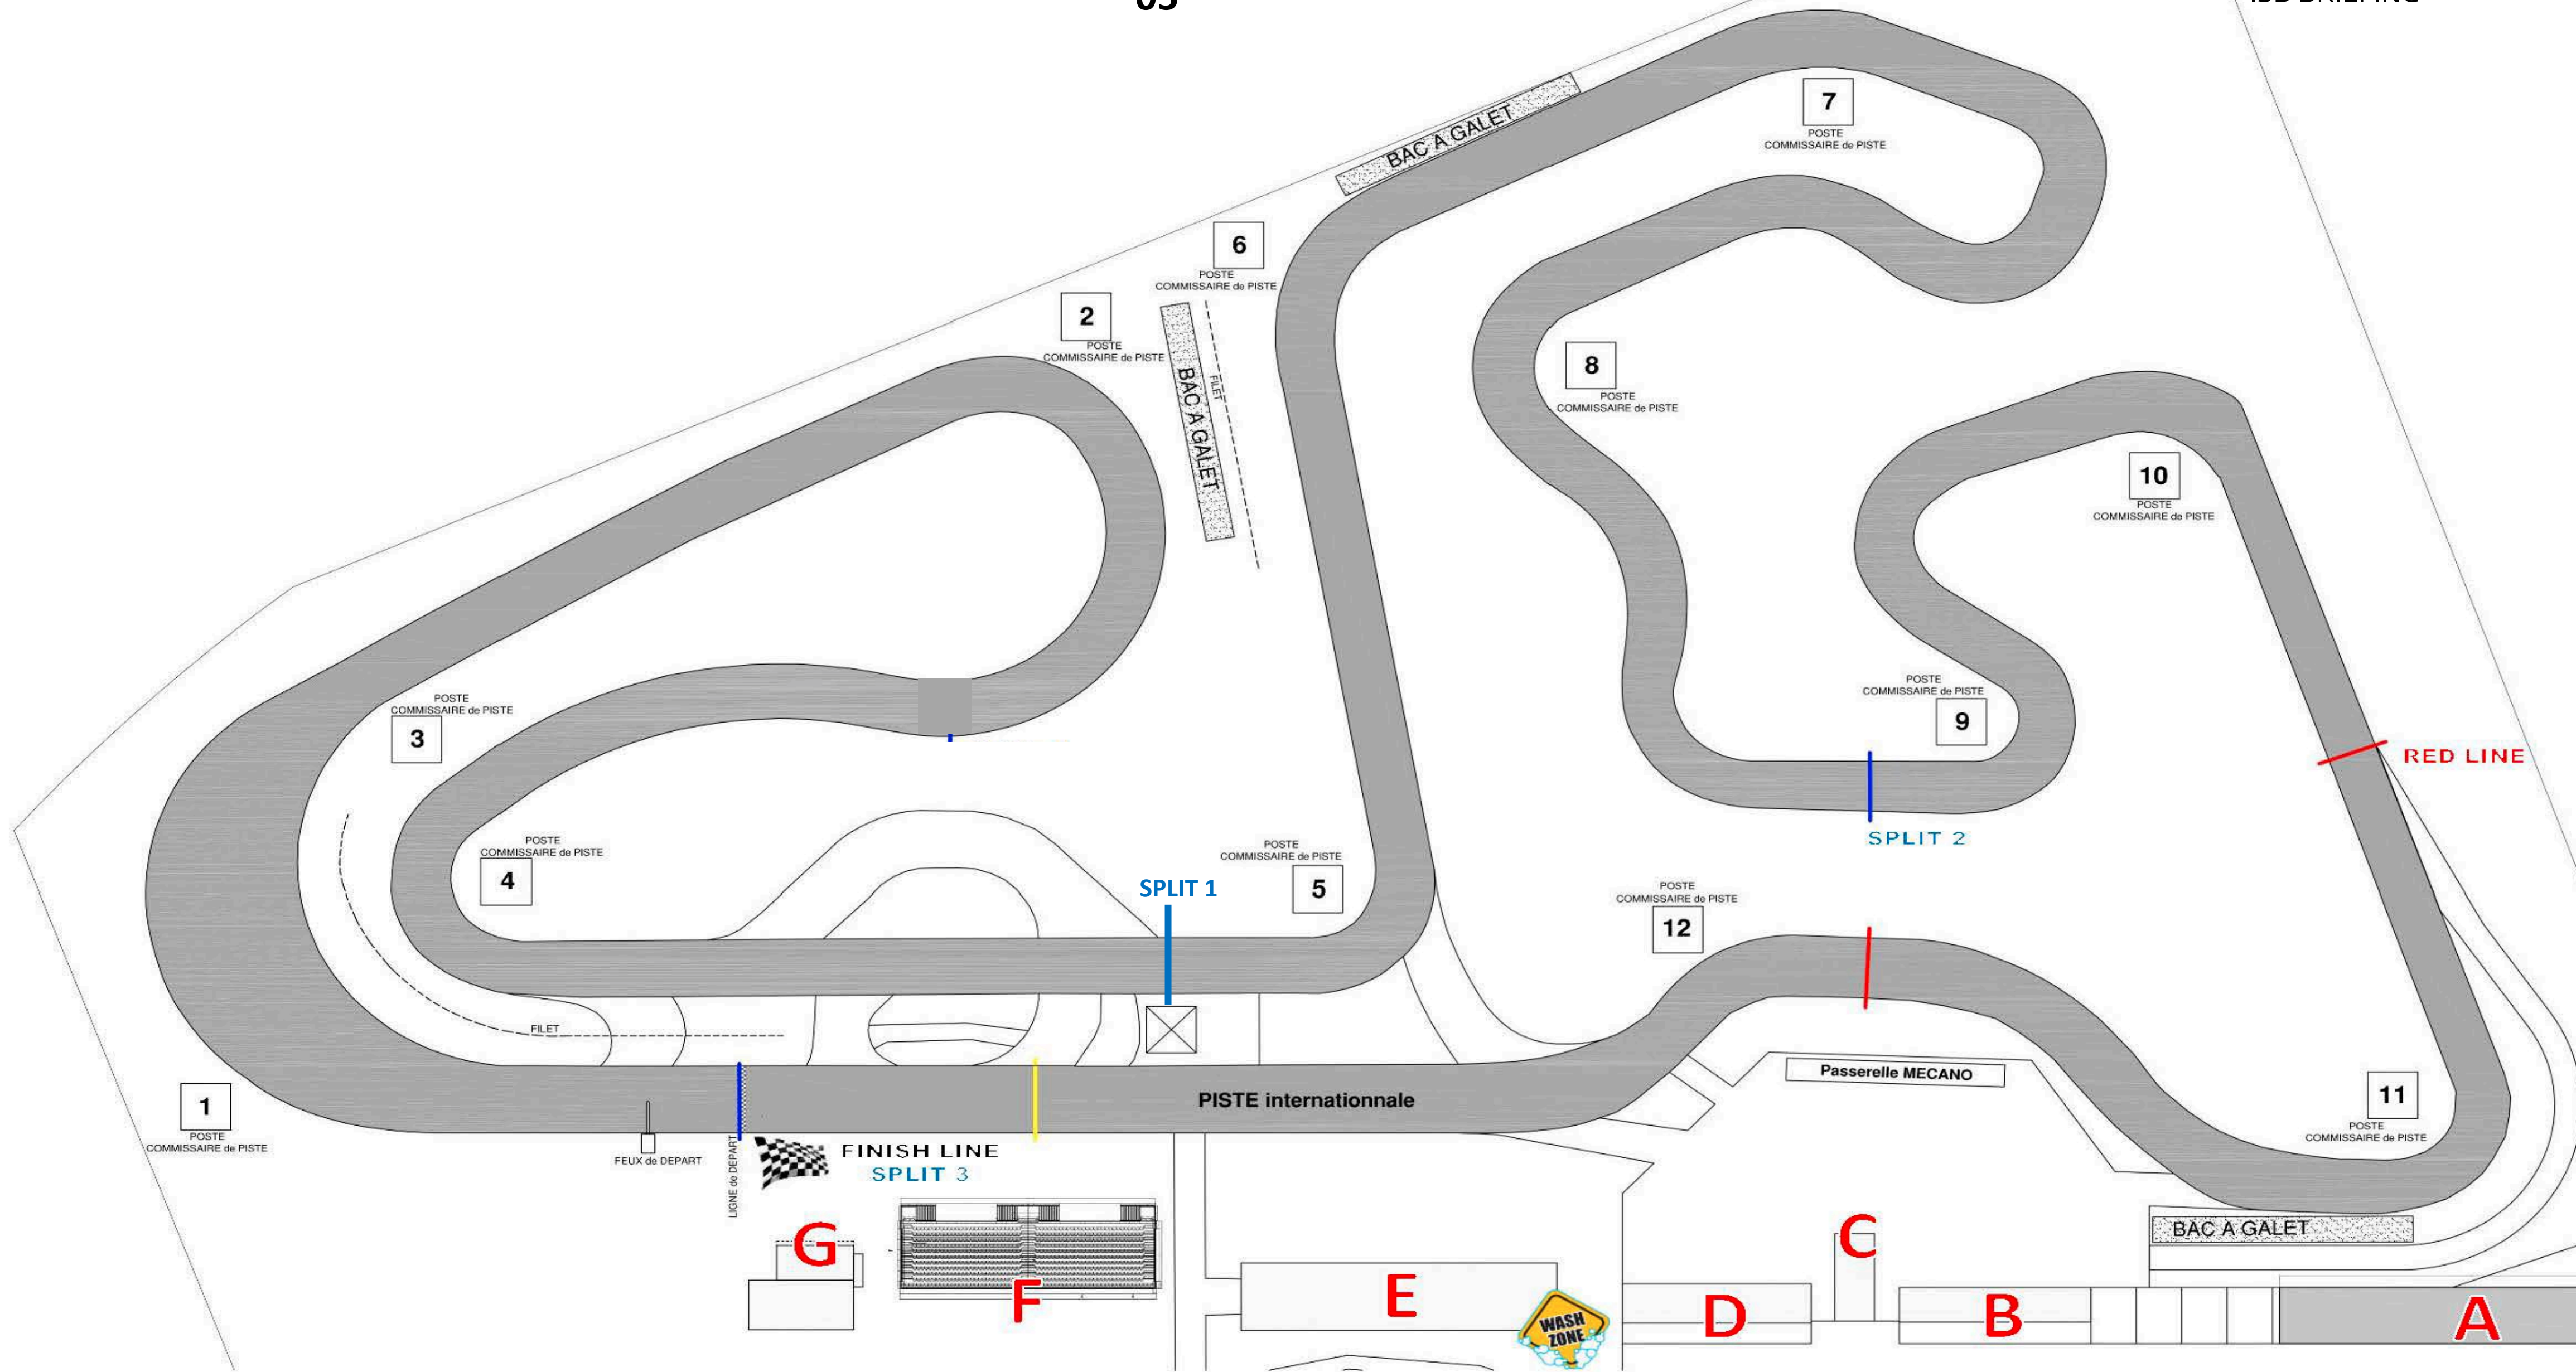 03
BAC A GALET
7
POSTE
COMMISSAIRE de PISTE
6
POSTE
COMMISSAIRE de PISTE
2
POSTE
COMMISSAIRE de PISTE
BAC A GALET
FILET
8
POSTE
COMMISSAIRE de PISTE
10
POSTE
COMMISSAIRE de PISTE
POSTE
COMMISSAIRE de PISTE
3
POSTE
COMMISSAIRE de PISTE
9
RED LINE
SPLIT 2
POSTE
COMMISSAIRE de PISTE
4
SPLIT 1
POSTE
COMMISSAIRE de PISTE
5
POSTE
COMMISSAIRE de PISTE
12
FILET
Passerelle MECANO
1
POSTE
COMMISSAIRE de PISTE
PISTE internationnale
11
POSTE
COMMISSAIRE de PISTE
FEUX de DEPART
LIGNE de DEPART
FINISH LINE
SPLIT 3
BAC A GALET
G
F
E
WASH
ZONE
D
C
B
A